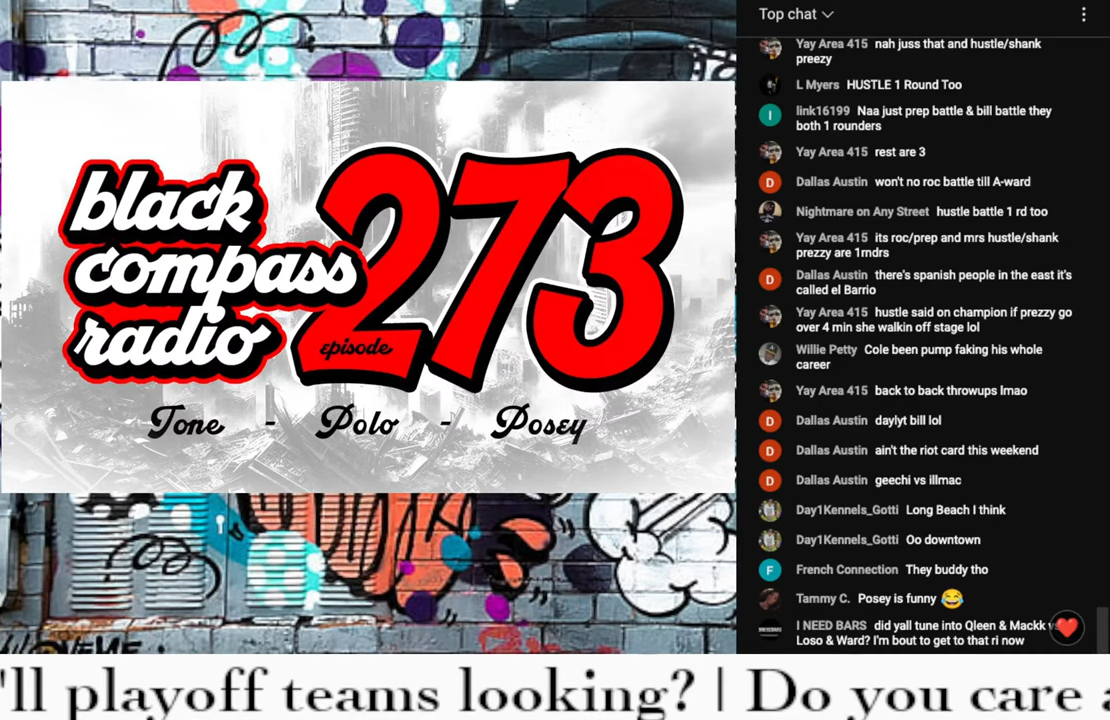 black
compass
radio
273
episode
Tone - Polo - Posey
Top chat
Yay Area 415 nah juss that and hustle/shank
preezy
L Myers HUSTLE 1 Round Too
I
link16199 Naa just prep battle & bill battle they
both 1 rounders
Yay Area 415 rest are 3
D
Dallas Austin won't no roc battle till A-ward
Nightmare on Any Street hustle battle 1 rd too
Yay Area 415 its roc/prep and mrs hustle/shank
prezzy are 1mdrs
D
Dallas Austin there's spanish people in the east it's
called el Barrio
Yay Area 415 hustle said on champion if prezzy go
over 4 min she walkin off stage lol
Willie Petty Cole been pump faking his whole
career
Yay Area 415 back to back throwups lmao
D
Dallas Austin daylyt bill lol
D
Dallas Austin ain't the riot card this weekend
D
Dallas Austin geechi vs illmac
Day1Kennels_Gotti Long Beach I think
Day1Kennels_Gotti Oo downtown
F
French Connection They buddy tho
Tammy C. Posey is funny 😂
I NEED BARS did yall tune into Qleen & Mackk
Loso & Ward? I'm bout to get to that ri now
'll playoff teams looking? | Do you care